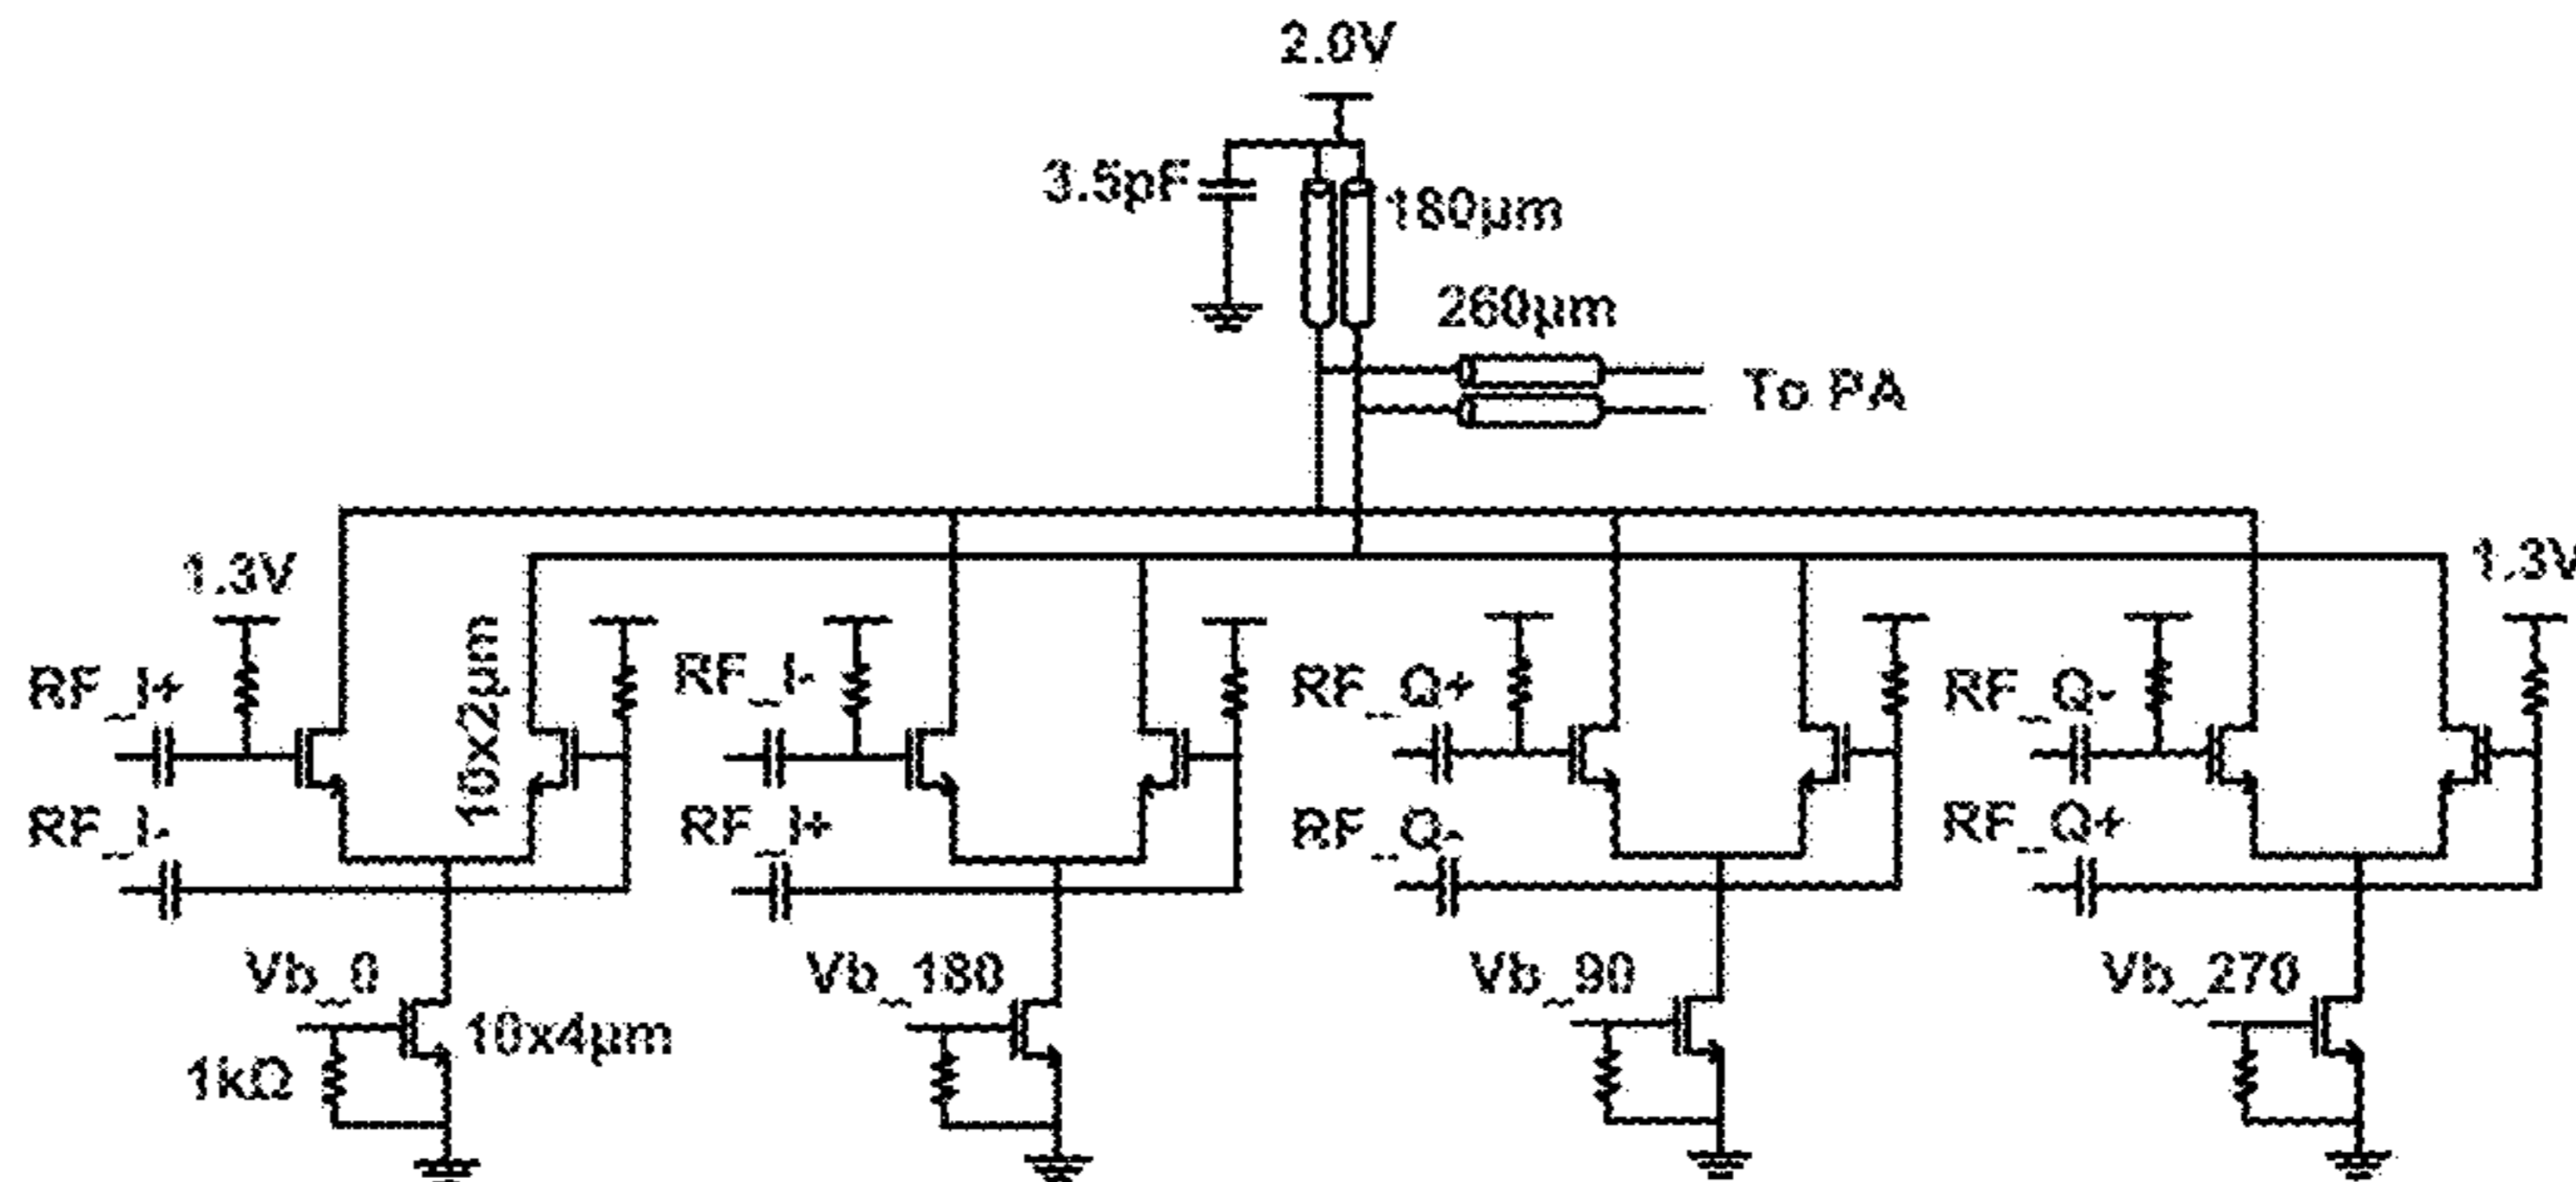 2.0V
3.5pF
180µm
260µm
To PA
1.3V
1.3V
10x2µm
RF_I+
RF_I-
RF_Q+
RF_Q-
RF_I-
RF_I+
RF_Q-
RF_Q+
Vb_0
Vb_180
Vb_90
Vb_270
10x4µm
1kΩ